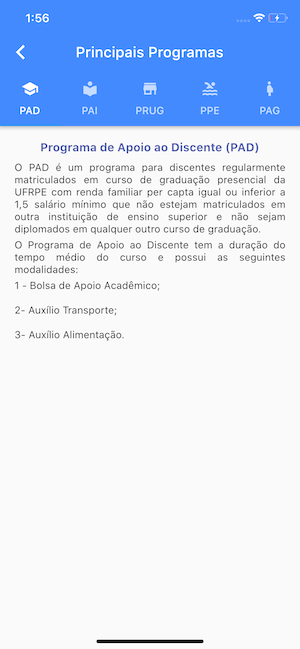 1:56
Principais Programas
PAD PAI PRUG PPE PAG
Programa de Apoio ao Discente (PAD)
O PAD é um programa para discentes regularmente
matriculados em curso de graduação presencial da
UFRPE com renda familiar per capta igual ou inferior a
1,5 salário mínimo que não estejam matriculados em
outra instituição de ensino superior e não sejam
diplomados em qualquer outro curso de graduação.
O Programa de Apoio ao Discente tem a duração do
tempo médio do curso e possui as seguintes
modalidades:
1 - Bolsa de Apoio Acadêmico;
2- Auxílio Transporte;
3- Auxílio Alimentação.